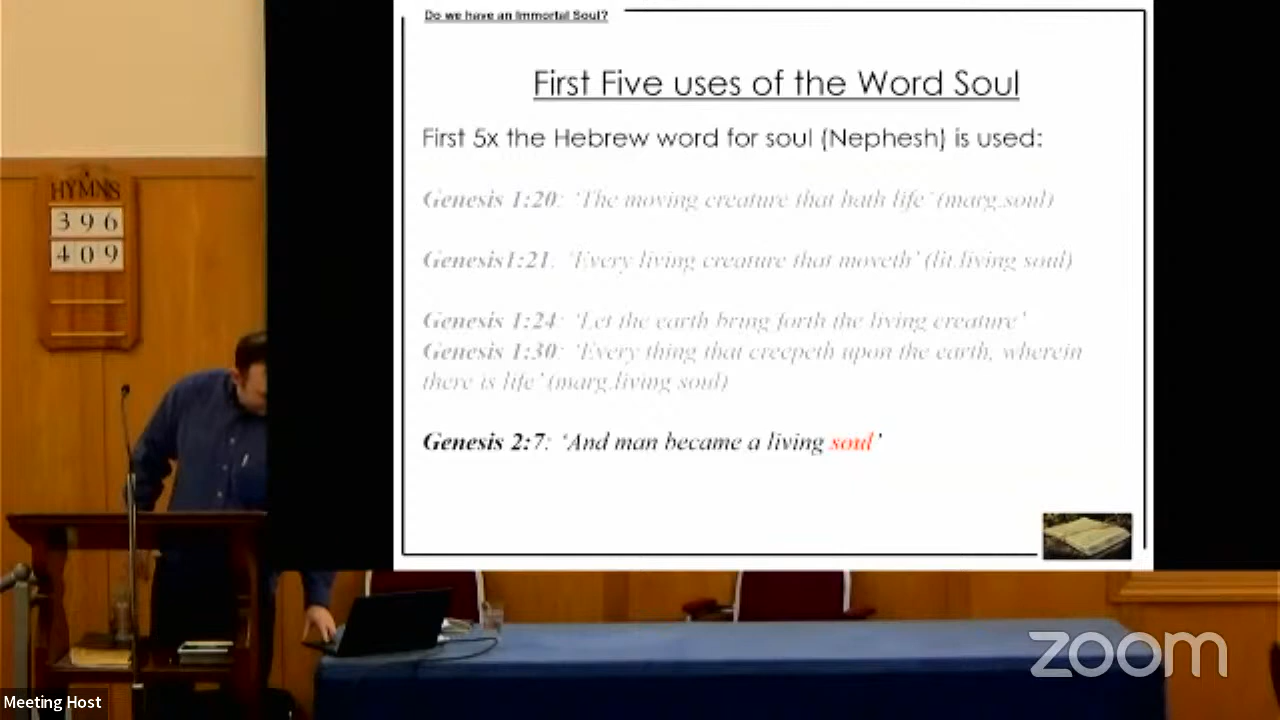 Do we have an Immortal Soul?
First Five uses of the Word Soul
First 5x the Hebrew word for soul (Nephesh) is used:
Genesis 1:20: ‘The moving creature that hath life’ (marg.soul)
Genesis1:21: ‘Every living creature that moveth’ (lit.living soul)
Genesis 1:24: ‘Let the earth bring forth the living creature’
Genesis 1:30: ‘Every thing that creepeth upon the earth, wherein
there is life’ (marg.living soul)
Genesis 2:7: ‘And man became a living soul’
HYMNS
396
409
zoom
Meeting Host